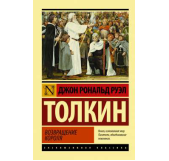 N
ДЖОН РОНАЛЬД РУЭЛ
ТОЛКИН
ВОЗВРАЩЕНИЕ
КОРОЛЯ
ЭКСКЛЮЗИВНАЯ КЛАССИКА